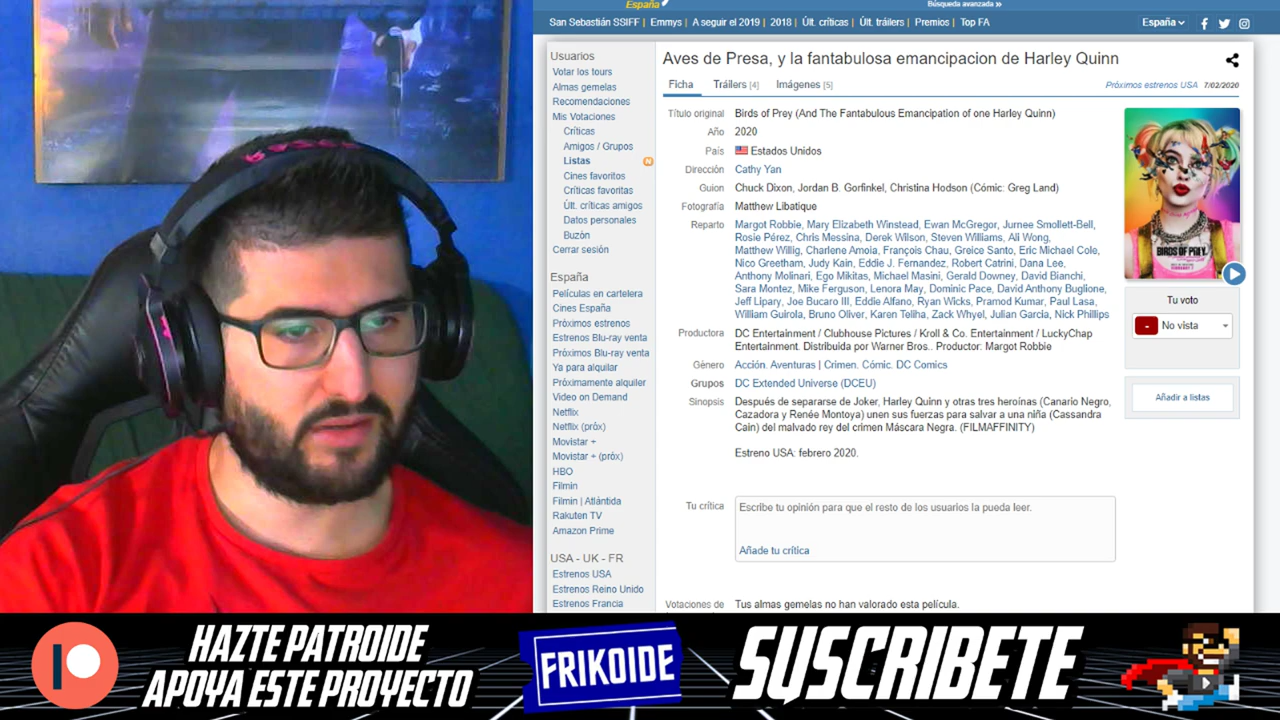 España
Búsqueda avanzada »
San Sebastián SSIFF | Emmys | A seguir el 2019 | 2018 | Últ. críticas | Últ. tráilers | Premios | Top FA
España
Usuarios
Votar los tours
Almas gemelas
Recomendaciones
Mis Votaciones
Críticas
Amigos / Grupos
Listas
N
Cines favoritos
Críticas favoritas
Últ. críticas amigos
Datos personales
Buzón
Cerrar sesión
España
Películas en cartelera
Cines España
Próximos estrenos
Estrenos Blu-ray venta
Próximos Blu-ray venta
Ya para alquilar
Próximamente alquiler
Video on Demand
Netflix
Netflix (próx)
Movistar +
Movistar + (próx)
HBO
Filmin
Filmin | Atlántida
Rakuten TV
Amazon Prime
USA - UK - FR
Estrenos USA
Estrenos Reino Unido
Estrenos Francia
Aves de Presa, y la fantabulosa emancipacion de Harley Quinn
Ficha Tráilers [4] Imágenes [5]
Próximos estrenos USA 7/02/2020
Título original Birds of Prey (And The Fantabulous Emancipation of one Harley Quinn)
Año 2020
País Estados Unidos
Dirección Cathy Yan
Guion Chuck Dixon, Jordan B. Gorfinkel, Christina Hodson (Cómic: Greg Land)
Fotografía Matthew Libatique
Reparto Margot Robbie, Mary Elizabeth Winstead, Ewan McGregor, Jurnee Smollett-Bell,
Rosie Pérez, Chris Messina, Derek Wilson, Steven Williams, Ali Wong,
Matthew Willig, Charlene Amoia, François Chau, Greice Santo, Eric Michael Cole,
Nico Greetham, Judy Kain, Eddie J. Fernandez, Robert Catrini, Dana Lee,
Anthony Molinari, Ego Mikitas, Michael Masini, Gerald Downey, David Bianchi,
Sara Montez, Mike Ferguson, Lenora May, Dominic Pace, David Anthony Buglione,
Jeff Lipary, Joe Bucaro III, Eddie Alfano, Ryan Wicks, Pramod Kumar, Paul Lasa,
William Guirola, Bruno Oliver, Karen Teliha, Zack Whyel, Julian Garcia, Nick Phillips
Productora DC Entertainment / Clubhouse Pictures / Kroll & Co. Entertainment / LuckyChap
Entertainment. Distribuida por Warner Bros.. Productor: Margot Robbie
Género Acción. Aventuras | Crimen. Cómic. DC Comics
Grupos DC Extended Universe (DCEU)
Sinopsis Después de separarse de Joker, Harley Quinn y otras tres heroínas (Canario Negro,
Cazadora y Renée Montoya) unen sus fuerzas para salvar a una niña (Cassandra
Cain) del malvado rey del crimen Máscara Negra. (FILMAFFINITY)
Estreno USA: febrero 2020.
Tu crítica Escribe tu opinión para que el resto de los usuarios la pueda leer.
Añade tu crítica
Votaciones de Tus almas gemelas no han valorado esta película.
BIRDS OF PREY
Tu voto
- No vista
Añadir a listas
HAZTE PATROIDE
APOYA ESTE PROYECTO
FRIKOIDE
SUSCRIBETE